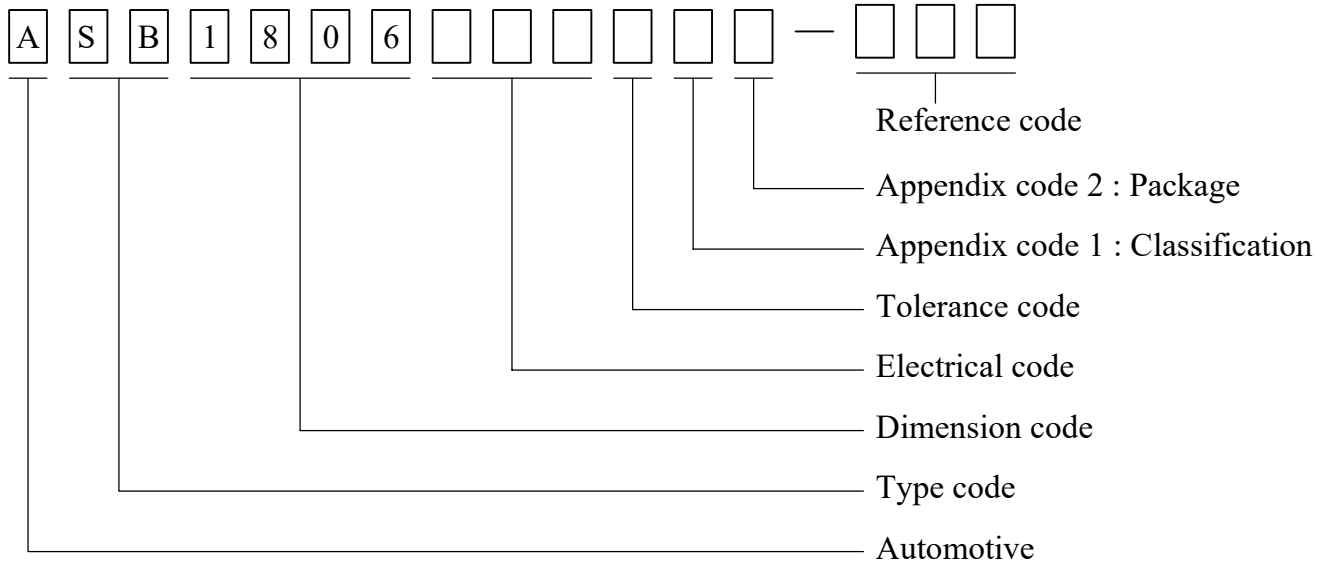 A S B 1 8 0 6 —
Reference code
Appendix code 2 : Package
Appendix code 1 : Classification
Tolerance code
Electrical code
Dimension code
Type code
Automotive